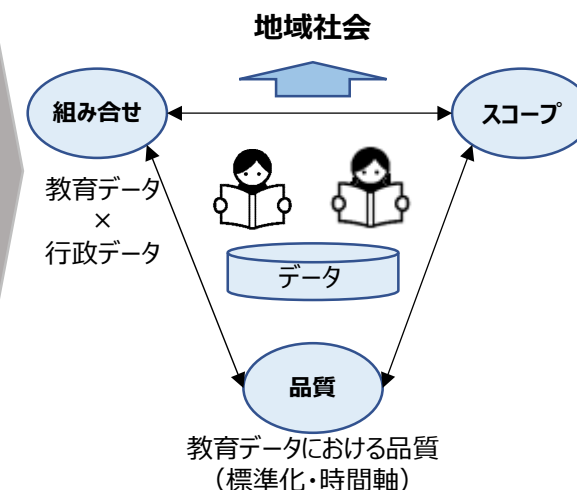 地域社会
組み合せ
スコープ
教育データ
×
行政データ
データ
品質
教育データにおける品質
（標準化・時間軸）